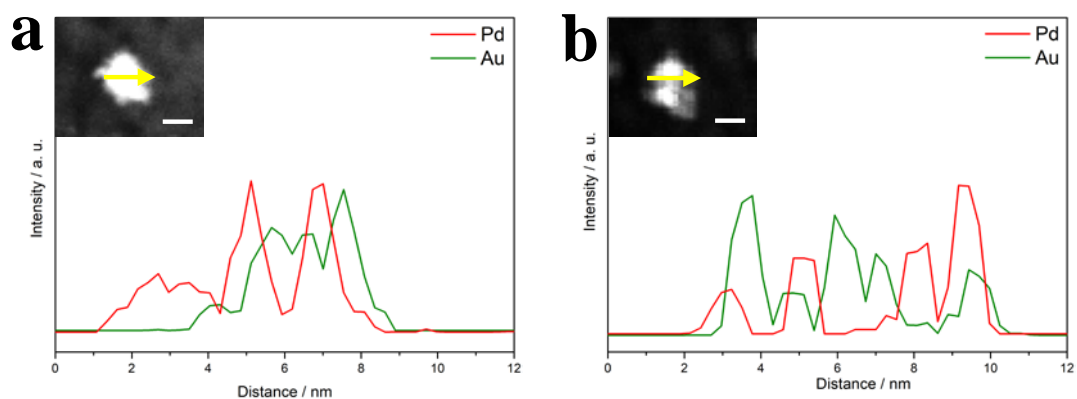 a
Pd
Au
Intensity / a. u.
0 2 4 6 8 10 12
Distance / nm
b
Pd
Au
Intensity / a. u.
0 2 4 6 8 10 12
Distance / nm